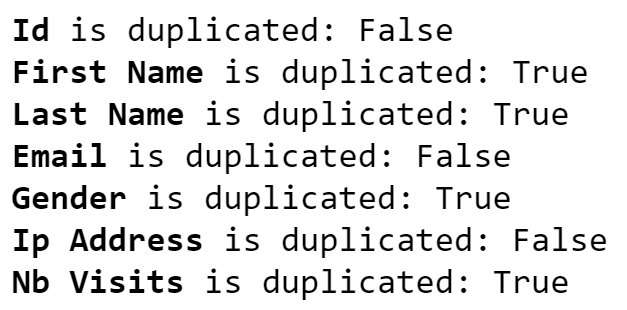 Id is duplicated: False
First Name is duplicated: True
Last Name is duplicated: True
Email is duplicated: False
Gender is duplicated: True
Ip Address is duplicated: False
Nb Visits is duplicated: True